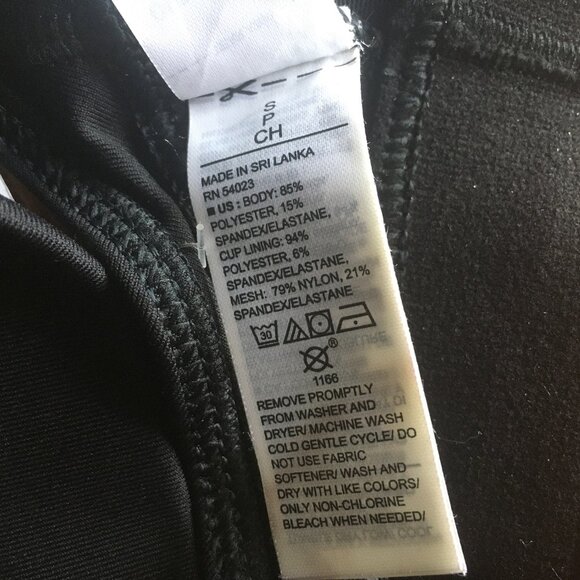 S
P
CH
MADE IN SRI LANKA
RN 54023
US : BODY: 85%
POLYESTER, 15%
SPANDEX/ELASTANE,
CUP LINING: 94%
POLYESTER, 6%
SPANDEX/ELASTANE,
MESH: 79% NYLON, 21%
SPANDEX/ELASTANE
30
®
1166
REMOVE PROMPTLY
FROM WASHER AND
DRYER/ MACHINE WASH
COLD GENTLE CYCLE/ DO
NOT USE FABRIC
SOFTENER/ WASH AND
DRY WITH LIKE COLORS/
ONLY NON-CHLORINE
BLEACH WHEN NEEDED/